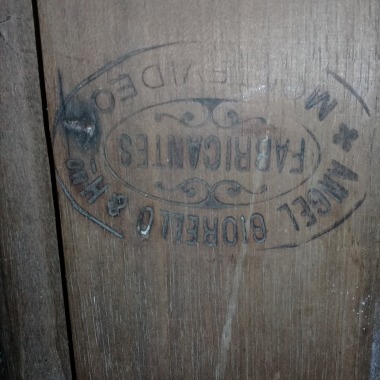 ANGEL GIORELLO & Hno
FABRICANTES
MONTEVIDEO